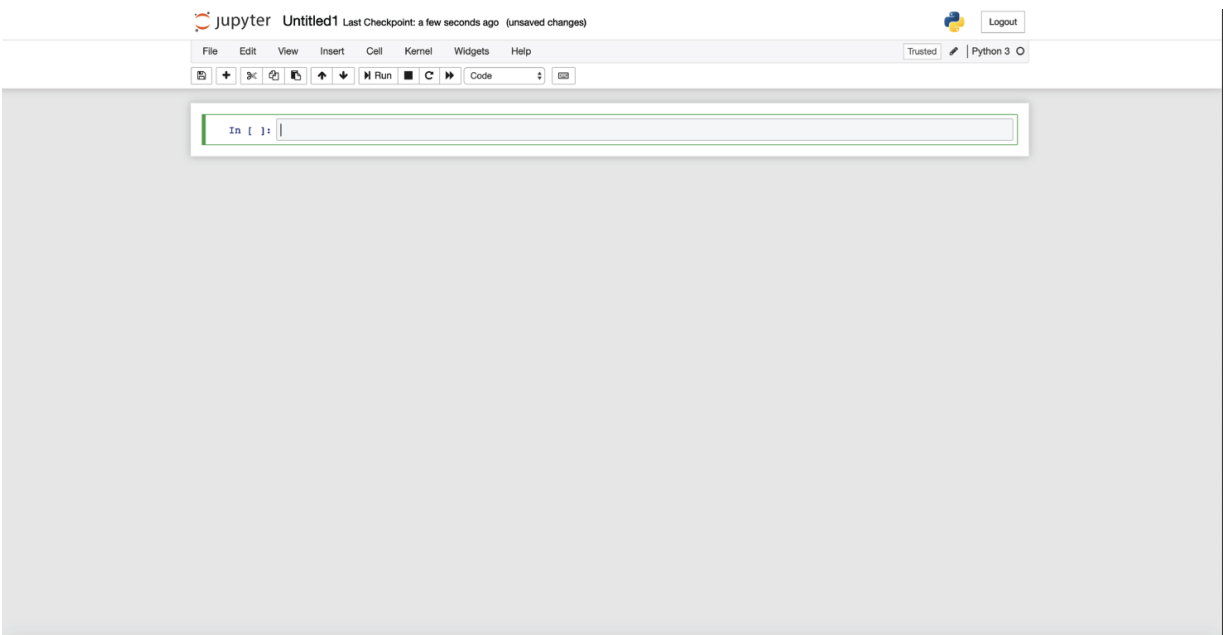 jupyter Untitled1 Last Checkpoint: a few seconds ago (unsaved changes) Logout
File Edit View Insert Cell Kernel Widgets Help Trusted Python 3
Run Code
In [ ]: